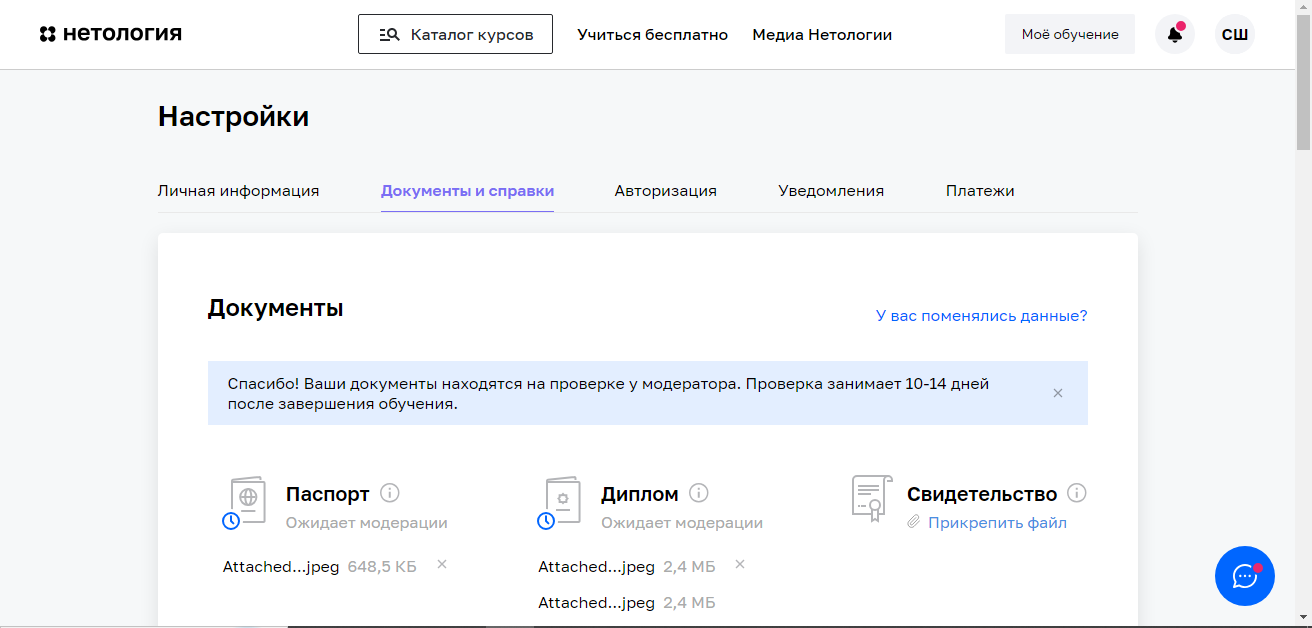 нетология
Каталог курсов
Учиться бесплатно
Медиа Нетологии
Моё обучение
СШ
Настройки
Личная информация
Документы и справки
Авторизация
Уведомления
Платежи
Документы
У вас поменялись данные?
Спасибо! Ваши документы находятся на проверке у модератора. Проверка занимает 10-14 дней
после завершения обучения.
Паспорт
Ожидает модерации
Attached...jpeg 648,5 КБ
Диплом
Ожидает модерации
Attached...jpeg 2,4 МБ
Attached...jpeg 2,4 МБ
Свидетельство
Прикрепить файл